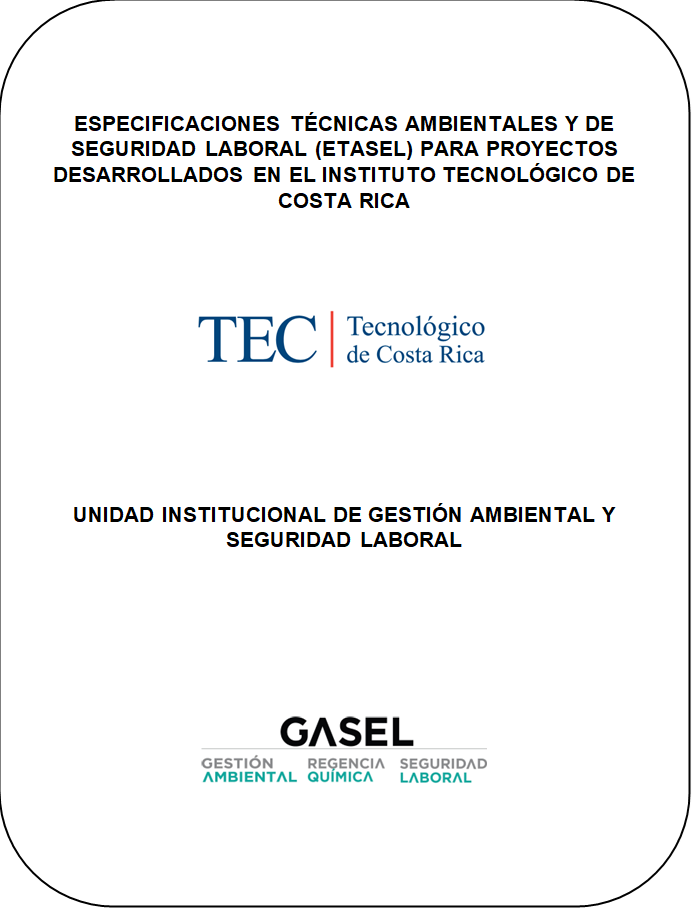 ESPECIFICACIONES TÉCNICAS AMBIENTALES Y DE
SEGURIDAD LABORAL (ETASEL) PARA PROYECTOS
DESARROLLADOS EN EL INSTITUTO TECNOLÓGICO DE
COSTA RICA
TEC
Tecnológico
de Costa Rica
UNIDAD INSTITUCIONAL DE GESTIÓN AMBIENTAL Y
SEGURIDAD LABORAL
GASEL
GESTIÓN
AMBIENTAL
REGENCIA
QUÍMICA
SEGURIDAD
LABORAL